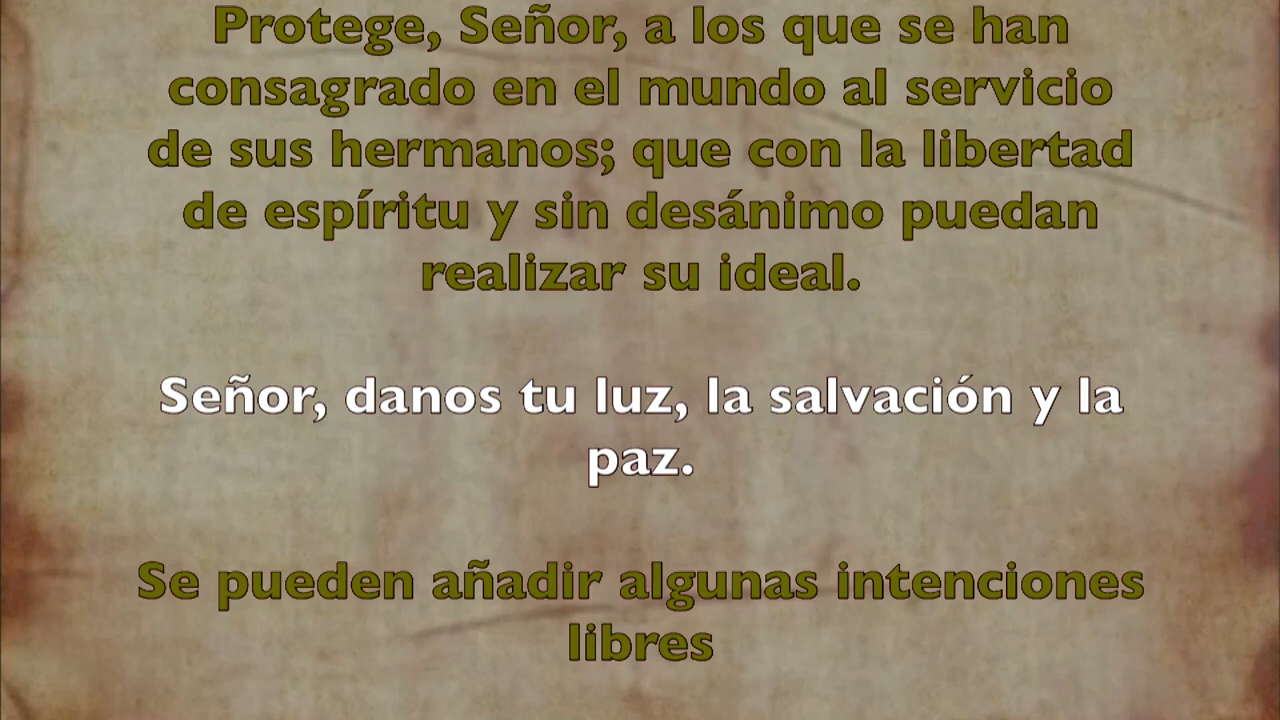 Protege, Señor, a los que se han
consagrado en el mundo al servicio
de sus hermanos; que con la libertad
de espíritu y sin desánimo puedan
realizar su ideal.
Señor, danos tu luz, la salvación y la
paz.
Se pueden añadir algunas intenciones
libres